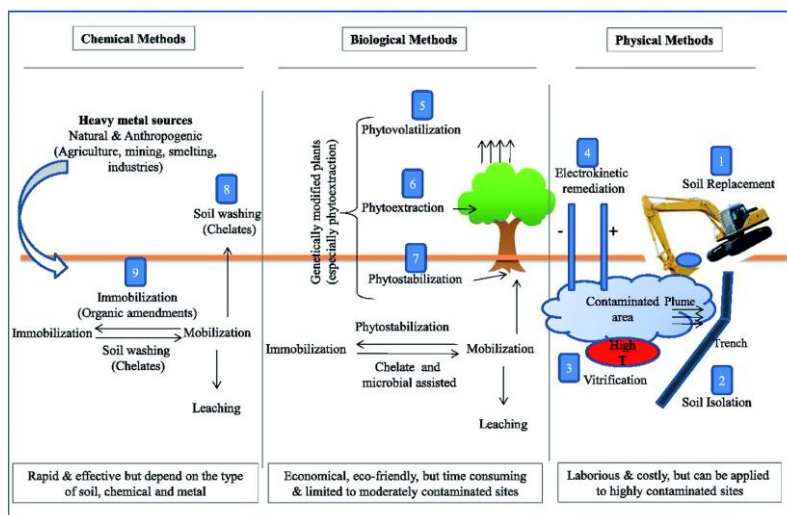 Chemical Methods
Heavy metal sources
Natural & Anthropogenic
(Agriculture, mining, smelting,
industries)
8
Soil washing
(Chelates)
9
Immobilization
(Organic amendments)
Immobilization
Mobilization
Soil washing
(Chelates)
Leaching
Rapid & effective but depend on the type
of soil, chemical and metal
Biological Methods
Genetically modified plants
(especially phytoextraction)
5
Phytovolatilization
6
Phytoextraction
7
Phytostabilization
Phytostabilization
Immobilization
Mobilization
Chelate and
microbial assisted
Leaching
Economical, eco-friendly, but time consuming
& limited to moderately contaminated sites
Physical Methods
4
Electrokinetic
remediation
1
Soil Replacement
- +
Contaminated
area
Plume
High
T
Trench
3
Vitrification
2
Soil Isolation
Laborious & costly, but can be applied
to highly contaminated sites